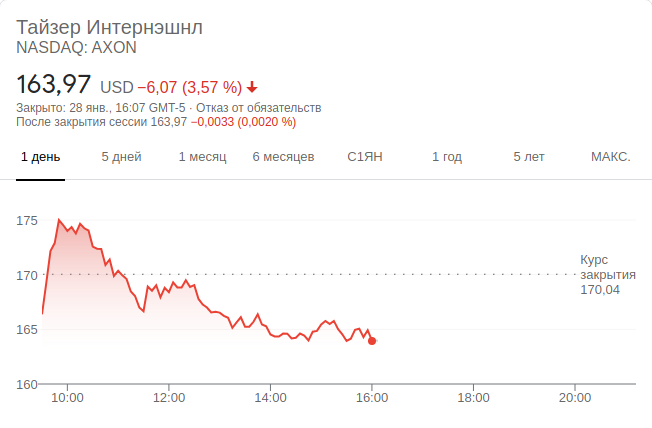 Тайзер Интернэшнл
NASDAQ: AXON
163,97 USD −6,07 (3,57 %)
Закрыто: 28 янв., 16:07 GMT-5 · Отказ от обязательств
После закрытия сессии 163,97 −0,0033 (0,0020 %)
1 день 5 дней 1 месяц 6 месяцев С1ЯН 1 год 5 лет МАКС.
175
170
165
160
Курс
закрытия
170,04
10:00 12:00 14:00 16:00 18:00 20:00